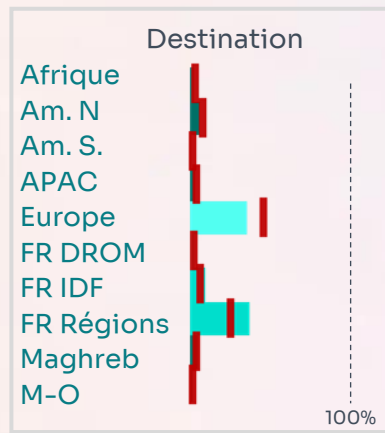 Destination
Afrique
Am. N
Am. S.
APAC
Europe
FR DROM
FR IDF
FR Régions
Maghreb
M-O
100%